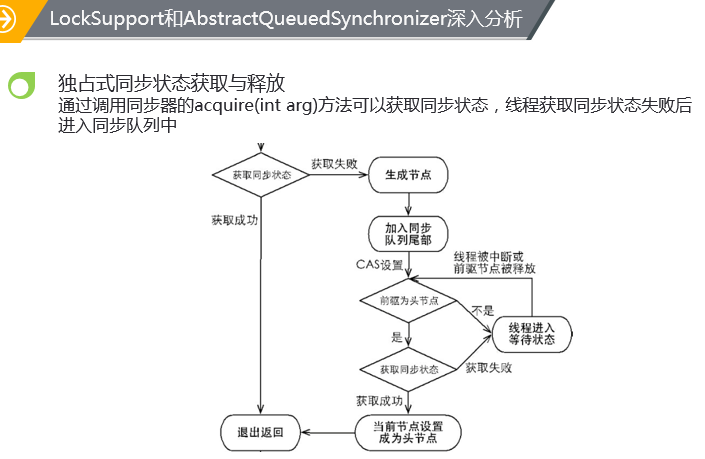 LockSupport和AbstractQueuedSynchronizer深入分析
独占式同步状态获取与释放
通过调用同步器的acquire(int arg)方法可以获取同步状态，线程获取同步状态失败后
进入同步队列中
获取同步状态
获取失败
生成节点
获取成功
加入同步
队列尾部
CAS设置
线程被中断或
前驱节点被释放
前驱为头节点
不是
线程进入
等待状态
是
获取同步状态
获取失败
获取成功
退出返回
当前节点设置
成为头节点